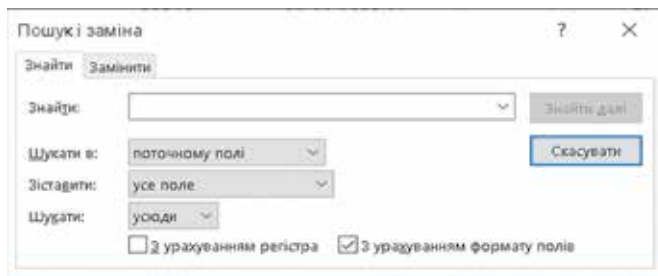 Пошук і заміна ? ×
Знайти Замінити
Знайти: Знайти далі
Шукати в: поточному полі Скасувати
Зіставити: усе поле
Шукати: усюди
З урахуванням регістра З урахуванням формату полів